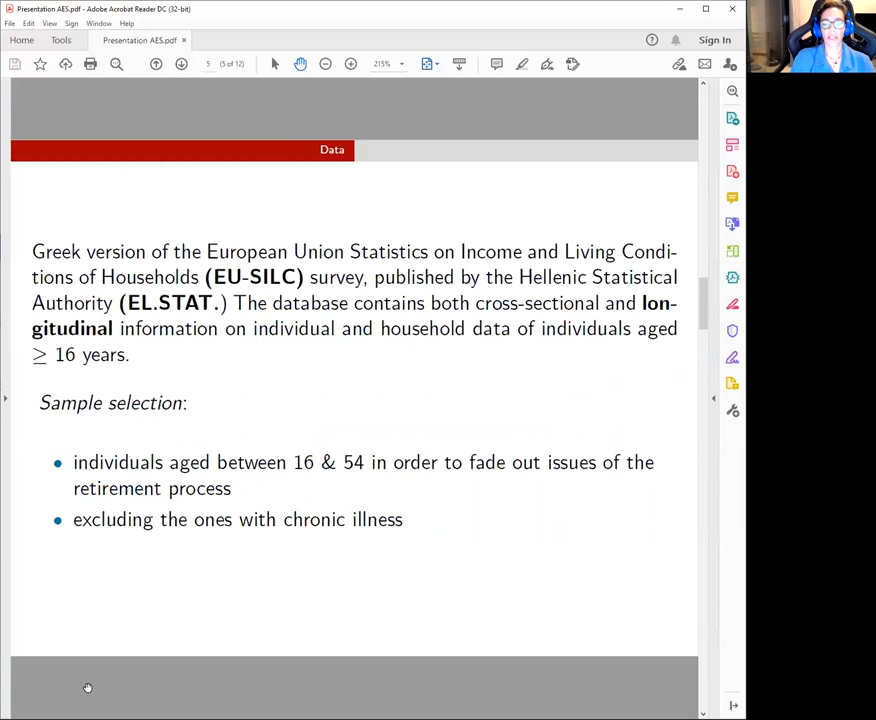 Presentation AES.pdf - Adobe Acrobat Reader DC (32-bit)
File Edit View Sign Window Help
Home Tools Presentation AES.pdf × Sign In
5 (5 of 12) 215%
Data
Greek version of the European Union Statistics on Income and Living Condi-
tions of Households (EU-SILC) survey, published by the Hellenic Statistical
Authority (EL.STAT.) The database contains both cross-sectional and lon-
gitudinal information on individual and household data of individuals aged
≥ 16 years.
Sample selection:
• individuals aged between 16 & 54 in order to fade out issues of the
retirement process
• excluding the ones with chronic illness